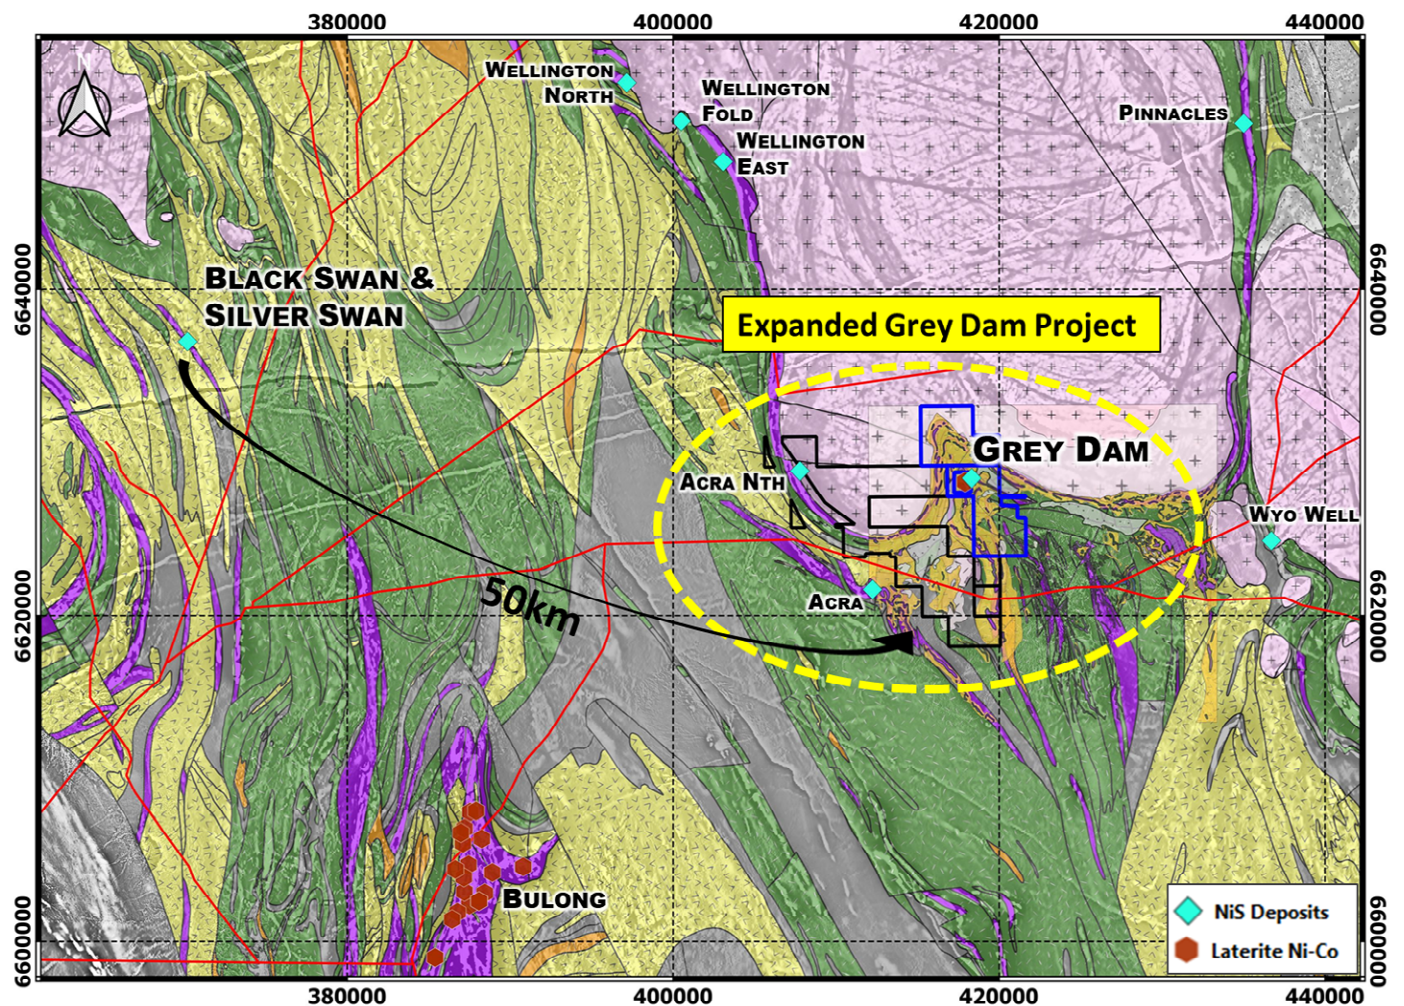 380000
400000
420000
440000
N
WELLINGTON
NORTH
WELLINGTON
FOLD
WELLINGTON
EAST
PINNACLES
6640000
6640000
BLACK SWAN &
SILVER SWAN
Expanded Grey Dam Project
GREY DAM
ACRA NTH
WYO WELL
ACRA
50km
6620000
6620000
BULONG
NiS Deposits
Laterite Ni-Co
6600000
6600000
380000
400000
420000
440000